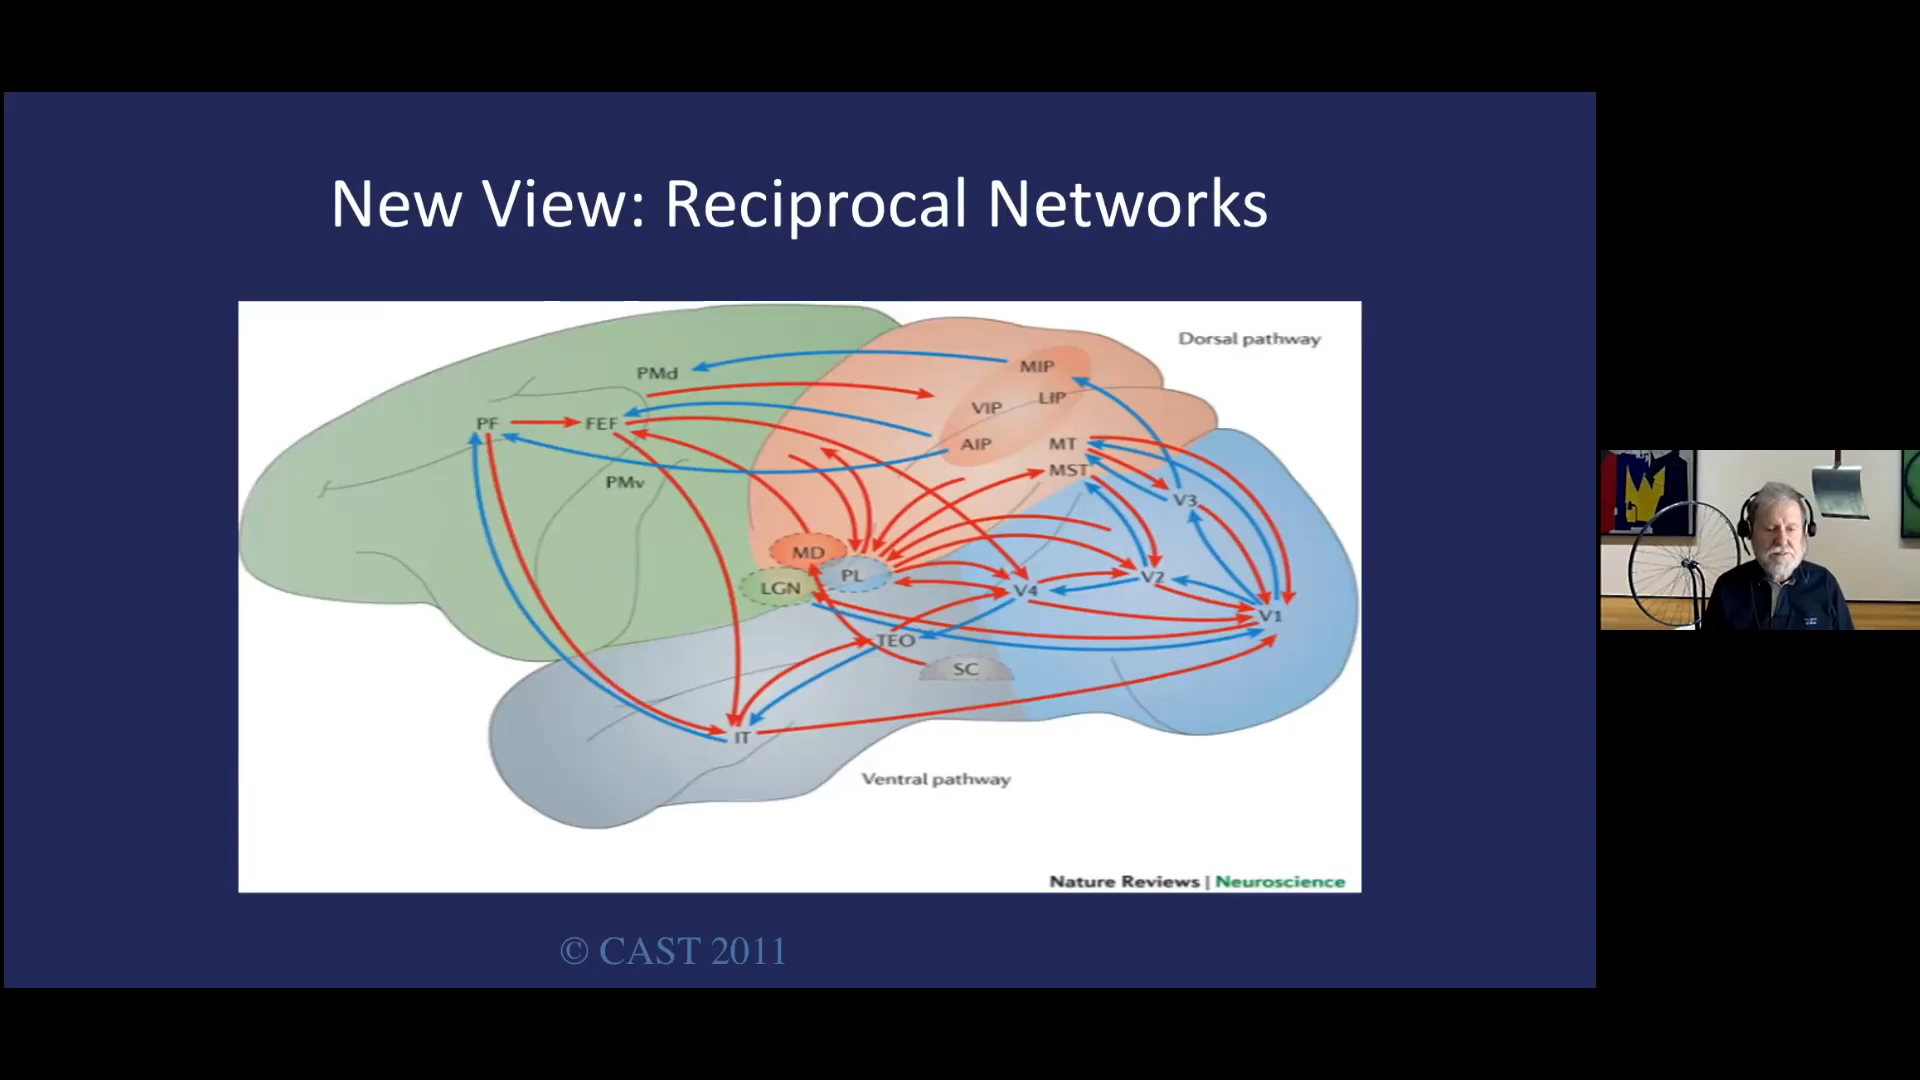 New View: Reciprocal Networks
Dorsal pathway
MIP
PMd
LIP
VIP
PF
FEF
AIP
MT
MST
PMv
V3
MD
PL
V2
LGN
V4
V1
TEO
SC
IT
Ventral pathway
Nature Reviews | Neuroscience
© CAST 2011